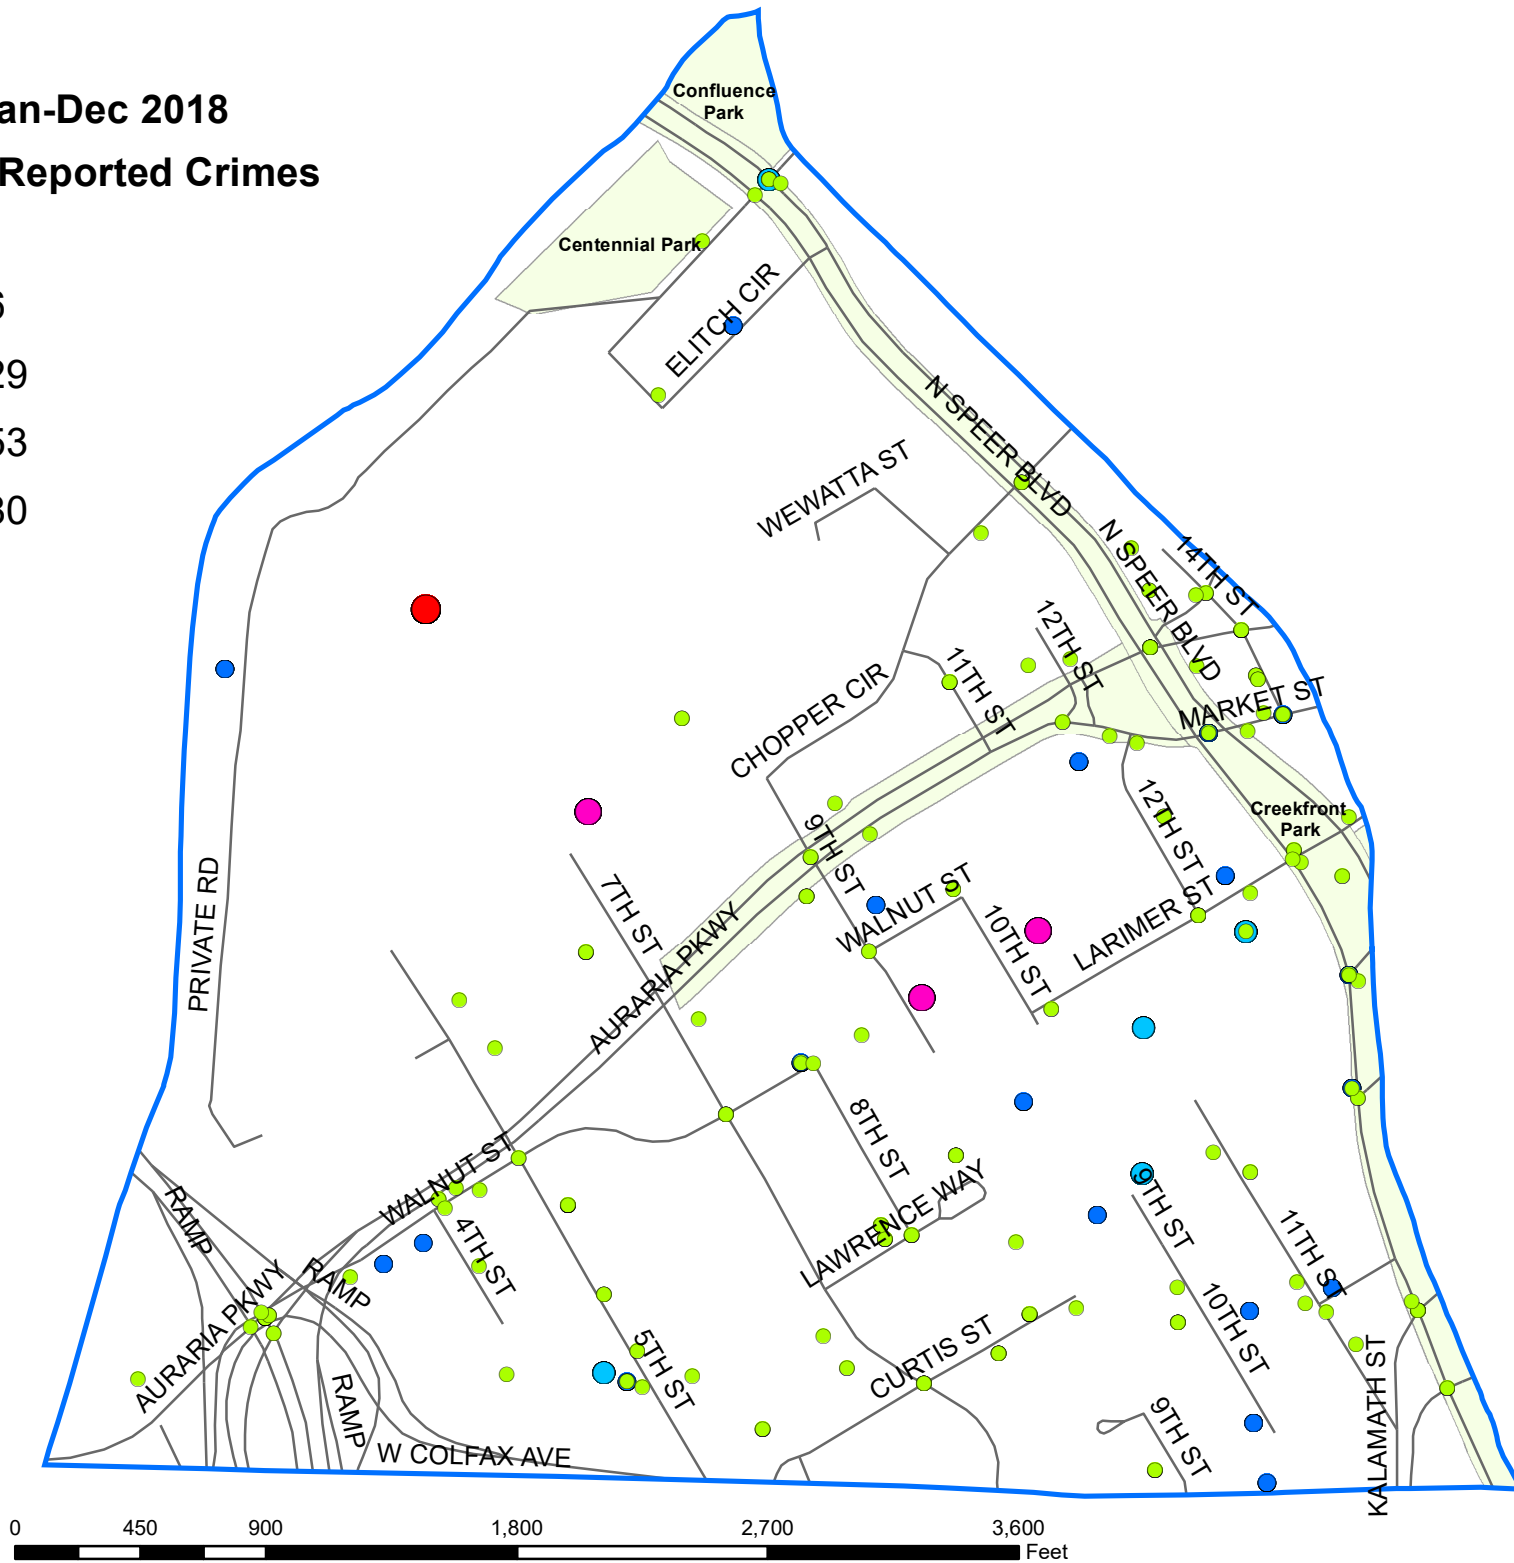 an-Dec 2018
Reported Crimes
6
29
53
30
Confluence
Park
Centennial Park
ELITCH CIR
N SPEER BLVD
WEWATTA ST
N SPEER BLVD
14TH ST
12TH ST
11TH ST
MARKET ST
CHOPPER CIR
12TH ST
Creekfront
Park
9TH ST
PRIVATE RD
7TH ST
WALNUT ST
10TH ST
LARIMER ST
AURARIA PKWY
8TH ST
WALNUT ST
LAWRENCE WAY
9TH ST
RAMP
4TH ST
11TH ST
RAMP
AURARIA PKWY
10TH ST
5TH ST
CURTIS ST
KALAMATH ST
RAMP
9TH ST
W COLFAX AVE
0 450 900 1,800 2,700 3,600
Feet